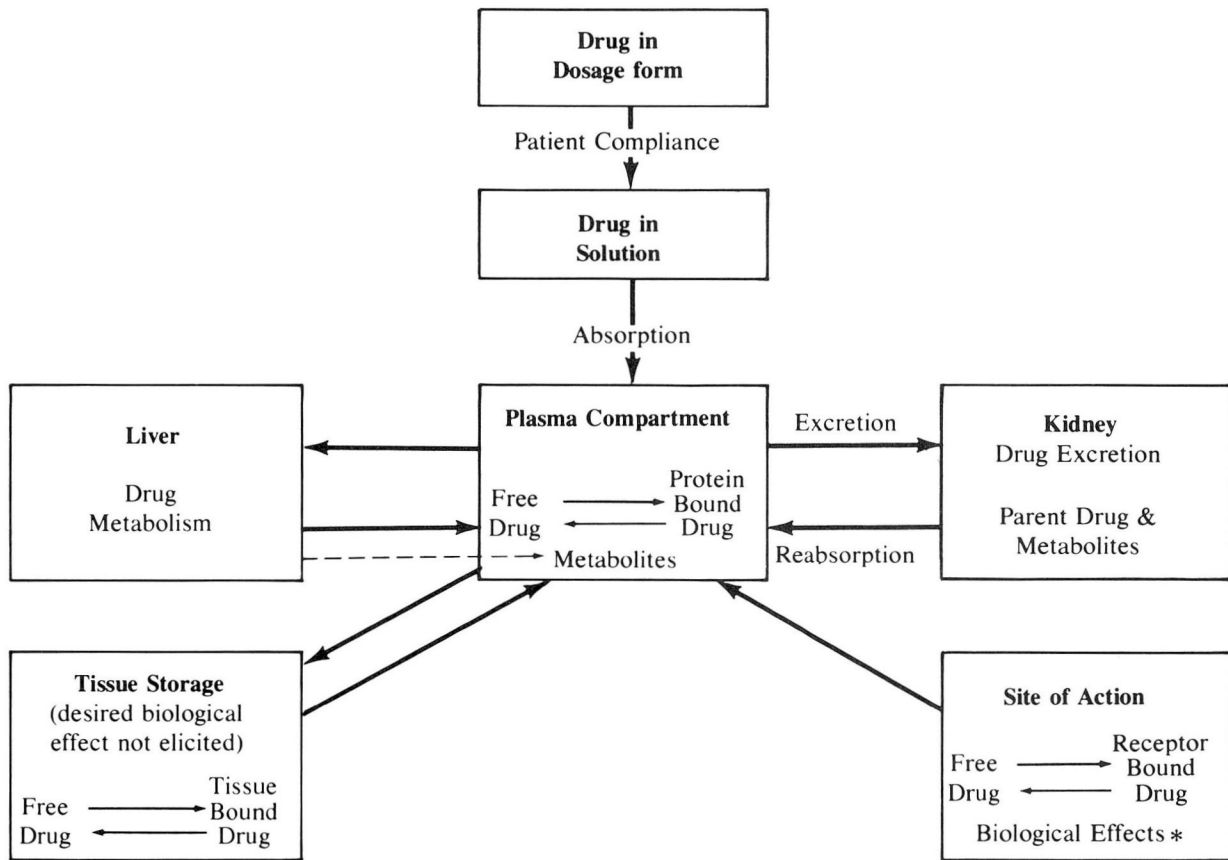 Drug in
Dosage form
Patient Compliance
Drug in
Solution
Absorption
Liver
Drug
Metabolism
Plasma Compartment
Free
Drug
Protein
Bound
Drug
Metabolites
Excretion
Reabsorption
Kidney
Drug Excretion
Parent Drug &
Metabolites
Tissue Storage
(desired biological
effect not elicited)
Free
Drug
Tissue
Bound
Drug
Site of Action
Free
Drug
Receptor
Bound
Drug
Biological Effects *